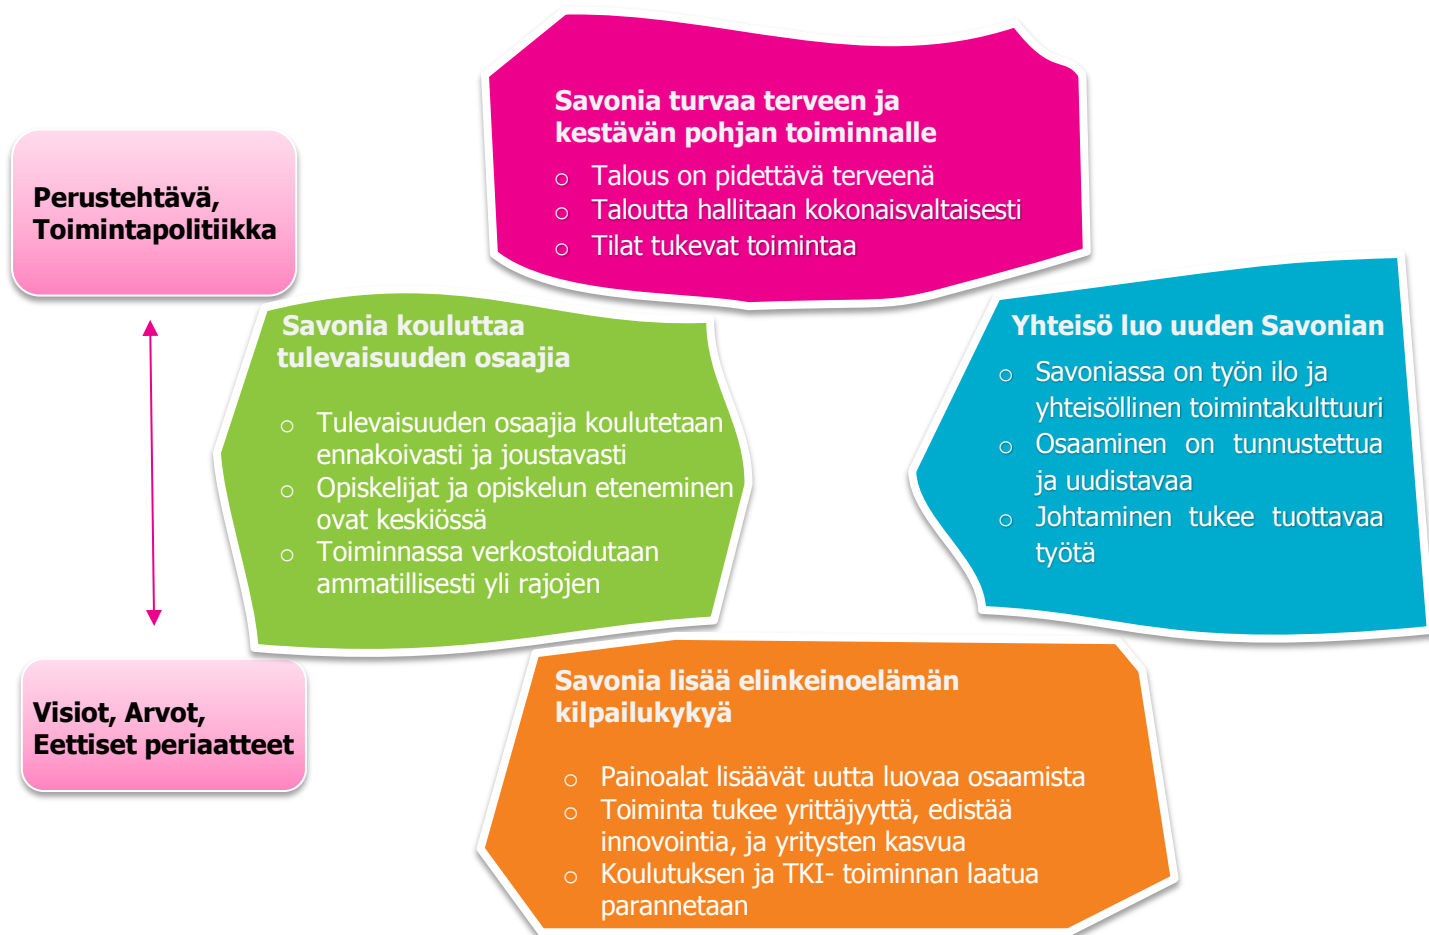 Savonia turvaa terveen ja
kestävän pohjan toiminnalle
o Talous on pidettävä terveenä
o Taloutta hallitaan kokonaisvaltaisesti
o Tilat tukevat toimintaa
Perustehtävä,
Toimintapolitiikka
Savonia kouluttaa
tulevaisuuden osaajia
o Tulevaisuuden osaajia koulutetaan
ennakoivasti ja joustavasti
o Opiskelijat ja opiskelun eteneminen
ovat keskiössä
o Toiminnassa verkostoidutaan
ammatillisesti yli rajojen
Yhteisö luo uuden Savonian
o Savoniassa on työn ilo ja
yhteisöllinen toimintakulttuuri
o Osaaminen on tunnustettua
ja uudistavaa
o Johtaminen tukee tuottavaa
työtä
Visiot, Arvot,
Eettiset periaatteet
Savonia lisää elinkeinoelämän
kilpailukykyä
o Painoalat lisäävät uutta luovaa osaamista
o Toiminta tukee yrittäjyyttä, edistää
innovointia, ja yritysten kasvua
o Koulutuksen ja TKI- toiminnan laatua
parannetaan